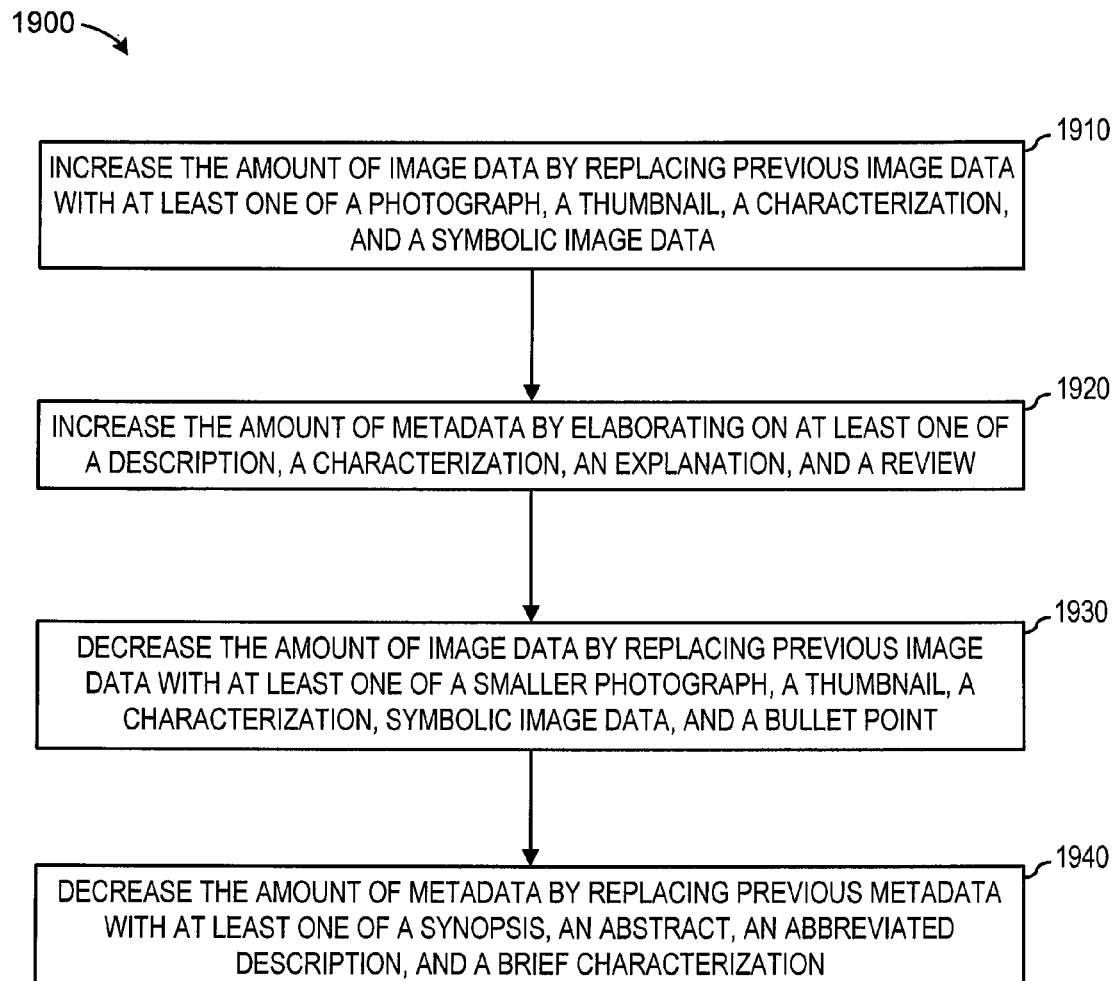 1900
1910
INCREASE THE AMOUNT OF IMAGE DATA BY REPLACING PREVIOUS IMAGE DATA
WITH AT LEAST ONE OF A PHOTOGRAPH, A THUMBNAIL, A CHARACTERIZATION,
AND A SYMBOLIC IMAGE DATA
1920
INCREASE THE AMOUNT OF METADATA BY ELABORATING ON AT LEAST ONE OF
A DESCRIPTION, A CHARACTERIZATION, AN EXPLANATION, AND A REVIEW
1930
DECREASE THE AMOUNT OF IMAGE DATA BY REPLACING PREVIOUS IMAGE
DATA WITH AT LEAST ONE OF A SMALLER PHOTOGRAPH, A THUMBNAIL, A
CHARACTERIZATION, SYMBOLIC IMAGE DATA, AND A BULLET POINT
1940
DECREASE THE AMOUNT OF METADATA BY REPLACING PREVIOUS METADATA
WITH AT LEAST ONE OF A SYNOPSIS, AN ABSTRACT, AN ABBREVIATED
DESCRIPTION, AND A BRIEF CHARACTERIZATION